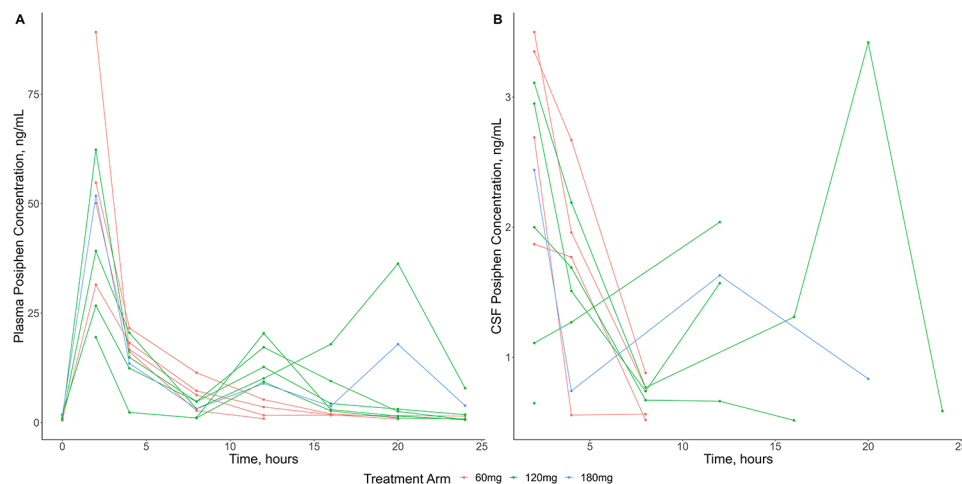 A
B
Plasma Posiphen Concentration, ng/mL
75
50
25
0
0 5 10 15 20 25
Time, hours
CSF Posiphen Concentration, ng/mL
3
2
1
5 10 15 20 25
Time, hours
Treatment Arm 60mg 120mg 180mg